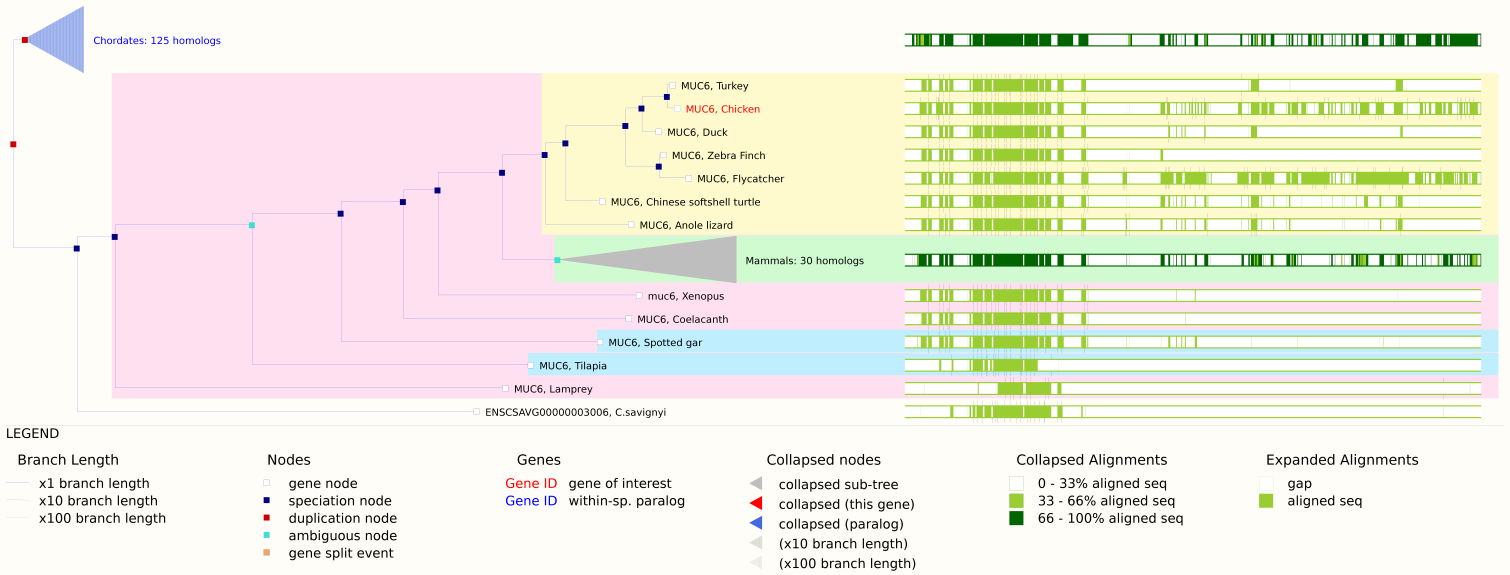 Chordates: 125 homologs
MUC6, Turkey
MUC6, Chicken
MUC6, Duck
MUC6, Zebra Finch
MUC6, Flycatcher
MUC6, Chinese softshell turtle
MUC6, Anole lizard
Mammals: 30 homologs
muc6, Xenopus
MUC6, Coelacanth
MUC6, Spotted gar
MUC6, Tilapia
MUC6, Lamprey
ENSCSAVG00000003006, C.savignyi
LEGEND
Branch Length
x1 branch length
x10 branch length
x100 branch length
Nodes
gene node
speciation node
duplication node
ambiguous node
gene split event
Genes
Gene ID gene of interest
Gene ID within-sp. paralog
Collapsed nodes
collapsed sub-tree
collapsed (this gene)
collapsed (paralog)
(x10 branch length)
(x100 branch length)
Collapsed Alignments
0 - 33% aligned seq
33 - 66% aligned seq
66 - 100% aligned seq
Expanded Alignments
gap
aligned seq